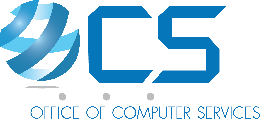 OCS
OFFICE OF COMPUTER SERVICES